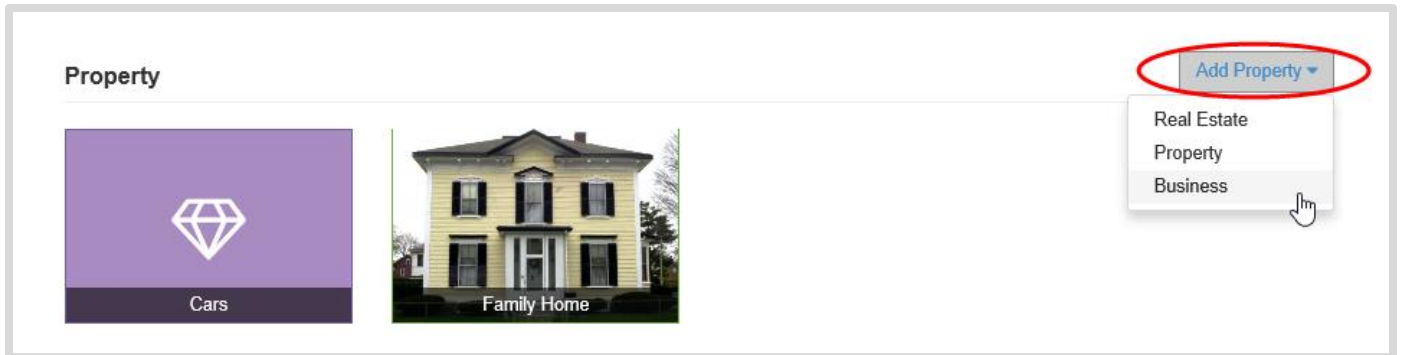 Property
Add Property
Real Estate
Property
Business
Cars
Family Home